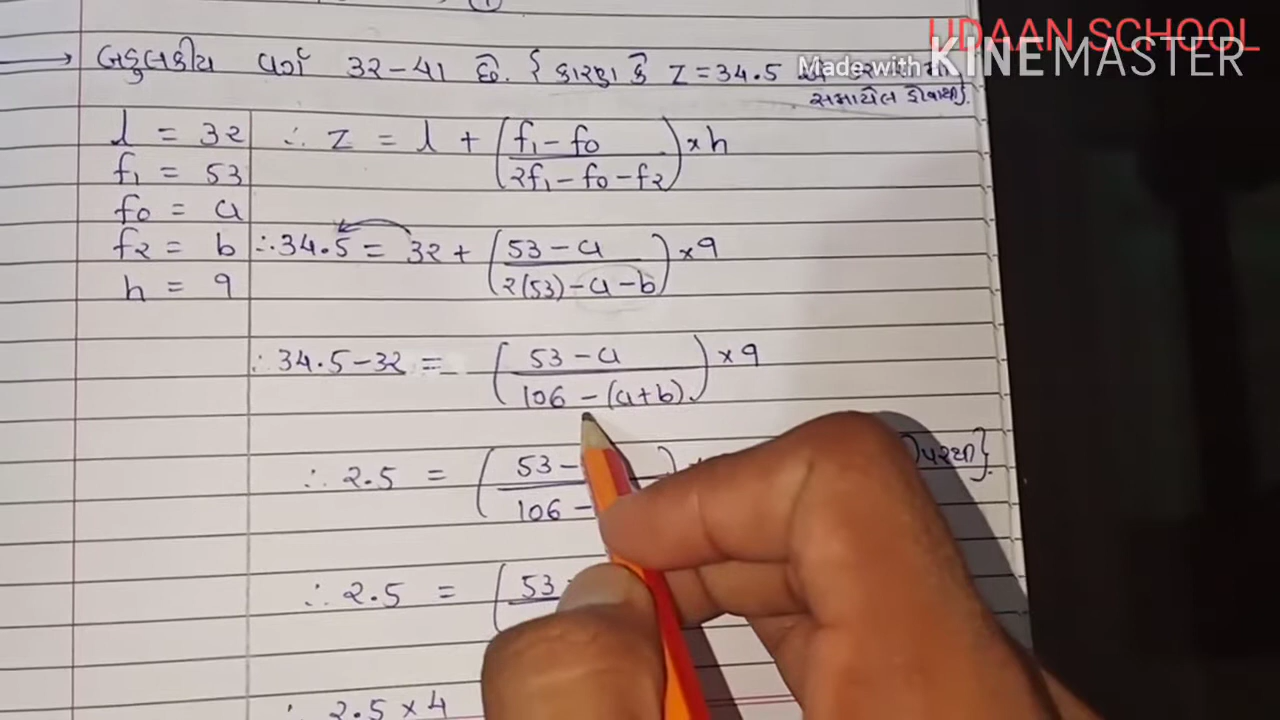 UDAAN SCHOOL
Made with KINEMASTER
→ બહુલકીય વર્ગ 32-41 છે. { કારણ કે Z = 34.5
સમાયેલ હોવાથી}
l = 32
f1 = 53
f0 = a
f2 = b
h = 9
∴ Z = l + (f1 - f0 / 2f1 - f0 - f2) × h
∴ 34.5 = 32 + (53 - a / 2(53) - a - b) × 9
∴ 34.5 - 32 = (53 - a / 106 - (a+b)) × 9
∴ 2.5 = (53 - / 106 -
પરથી}
∴ 2.5 = (53
∴ 2.5 × 4